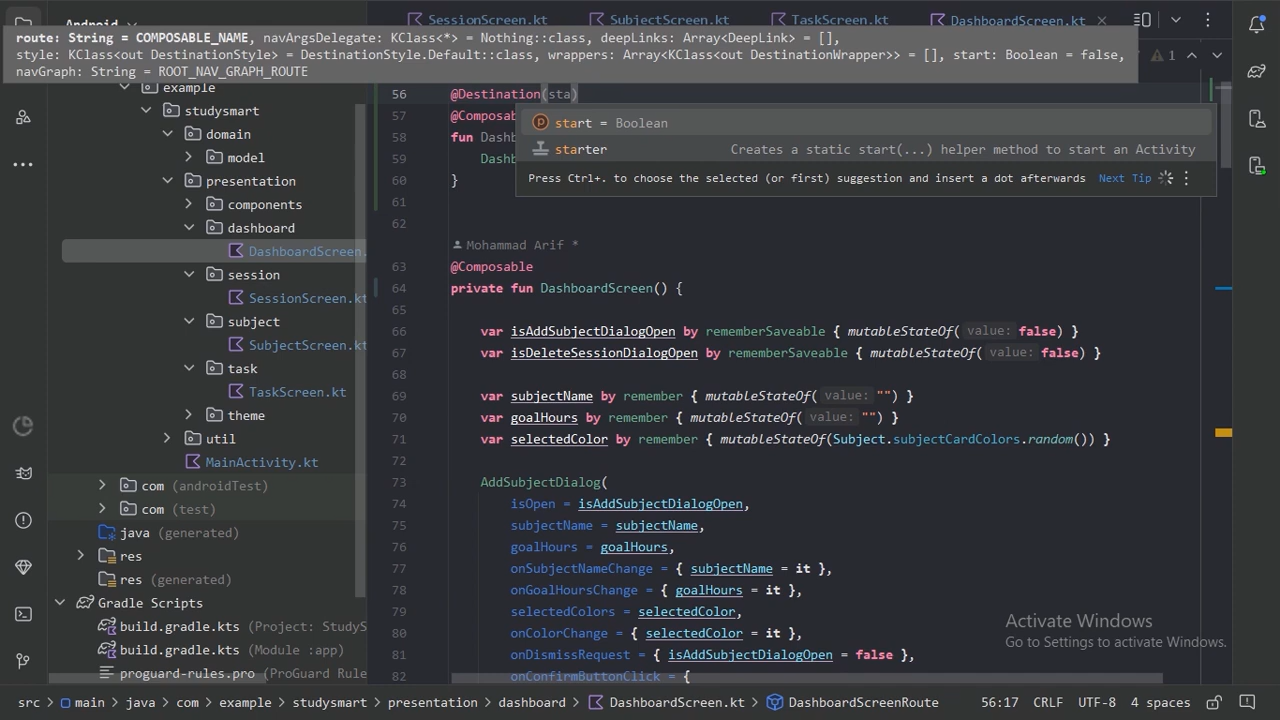 Android
SessionScreen.kt
SubjectScreen.kt
TaskScreen.kt
DashboardScreen.kt
route: String = COMPOSABLE_NAME, navArgsDelegate: KClass<*> = Nothing::class, deepLinks: Array<DeepLink> = [],
style: KClass<out DestinationStyle> = DestinationStyle.Default::class, wrappers: Array<KClass<out DestinationWrapper>> = [], start: Boolean = false,
navGraph: String = ROOT_NAV_GRAPH_ROUTE
1
example
studysmart
domain
model
presentation
components
dashboard
DashboardScreen.
session
SessionScreen.kt
subject
SubjectScreen.kt
task
TaskScreen.kt
theme
util
MainActivity.kt
com (androidTest)
com (test)
java (generated)
res
res (generated)
Gradle Scripts
build.gradle.kts (Project: StudyS
build.gradle.kts (Module :app)
proguard-rules.pro (ProGuard Rule
56 @Destination(sta)
57 @Composab
58 fun Dash
59 Dashb
60 }
61
62
start = Boolean
starter Creates a static start(...) helper method to start an Activity
Press Ctrl+. to choose the selected (or first) suggestion and insert a dot afterwards Next Tip
Mohammad Arif *
63 @Composable
64 private fun DashboardScreen() {
65
66 var isAddSubjectDialogOpen by rememberSaveable { mutableStateOf( value: false) }
67 var isDeleteSessionDialogOpen by rememberSaveable { mutableStateOf( value: false) }
68
69 var subjectName by remember { mutableStateOf( value: "") }
70 var goalHours by remember { mutableStateOf( value: "") }
71 var selectedColor by remember { mutableStateOf(Subject.subjectCardColors.random()) }
72
73 AddSubjectDialog(
74 isOpen = isAddSubjectDialogOpen,
75 subjectName = subjectName,
76 goalHours = goalHours,
77 onSubjectNameChange = { subjectName = it },
78 onGoalHoursChange = { goalHours = it },
79 selectedColors = selectedColor,
80 onColorChange = { selectedColor = it },
81 onDismissRequest = { isAddSubjectDialogOpen = false },
82 onConfirmButtonClick = {
Activate Windows
Go to Settings to activate Windows.
src > main > java > com > example > studysmart > presentation > dashboard > DashboardScreen.kt > DashboardScreenRoute
56:17 CRLF UTF-8 4 spaces